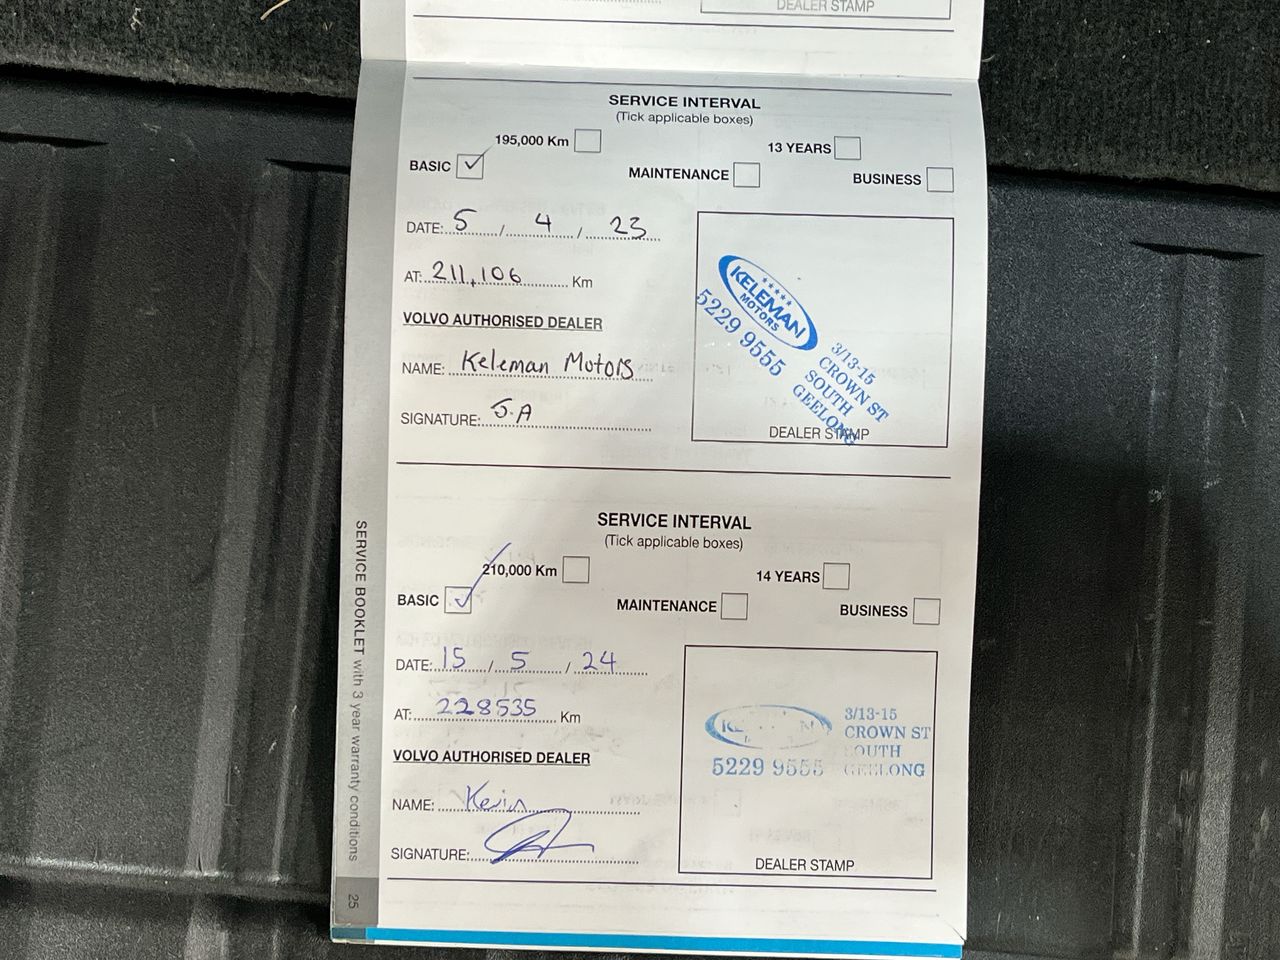 DEALER STAMP
SERVICE INTERVAL
(Tick applicable boxes)
195,000 Km
13 YEARS
BASIC
MAINTENANCE
BUSINESS
DATE: 5 / 4 / 23
AT: 211,106 Km
VOLVO AUTHORISED DEALER
NAME: Keleman Motors
SIGNATURE: S.A
KELEMAN
MOTORS
5229 9555
3/13-15
CROWN ST
SOUTH
GEELONG
DEALER STAMP
SERVICE INTERVAL
(Tick applicable boxes)
210,000 Km
14 YEARS
BASIC
MAINTENANCE
BUSINESS
DATE: 15 / 5 / 24
AT: 228535 Km
VOLVO AUTHORISED DEALER
NAME: Kevin
SIGNATURE:
3/13-15
CROWN ST
SOUTH
5229 9555 GEELONG
DEALER STAMP
SERVICE BOOKLET with 3 year warranty conditions
25